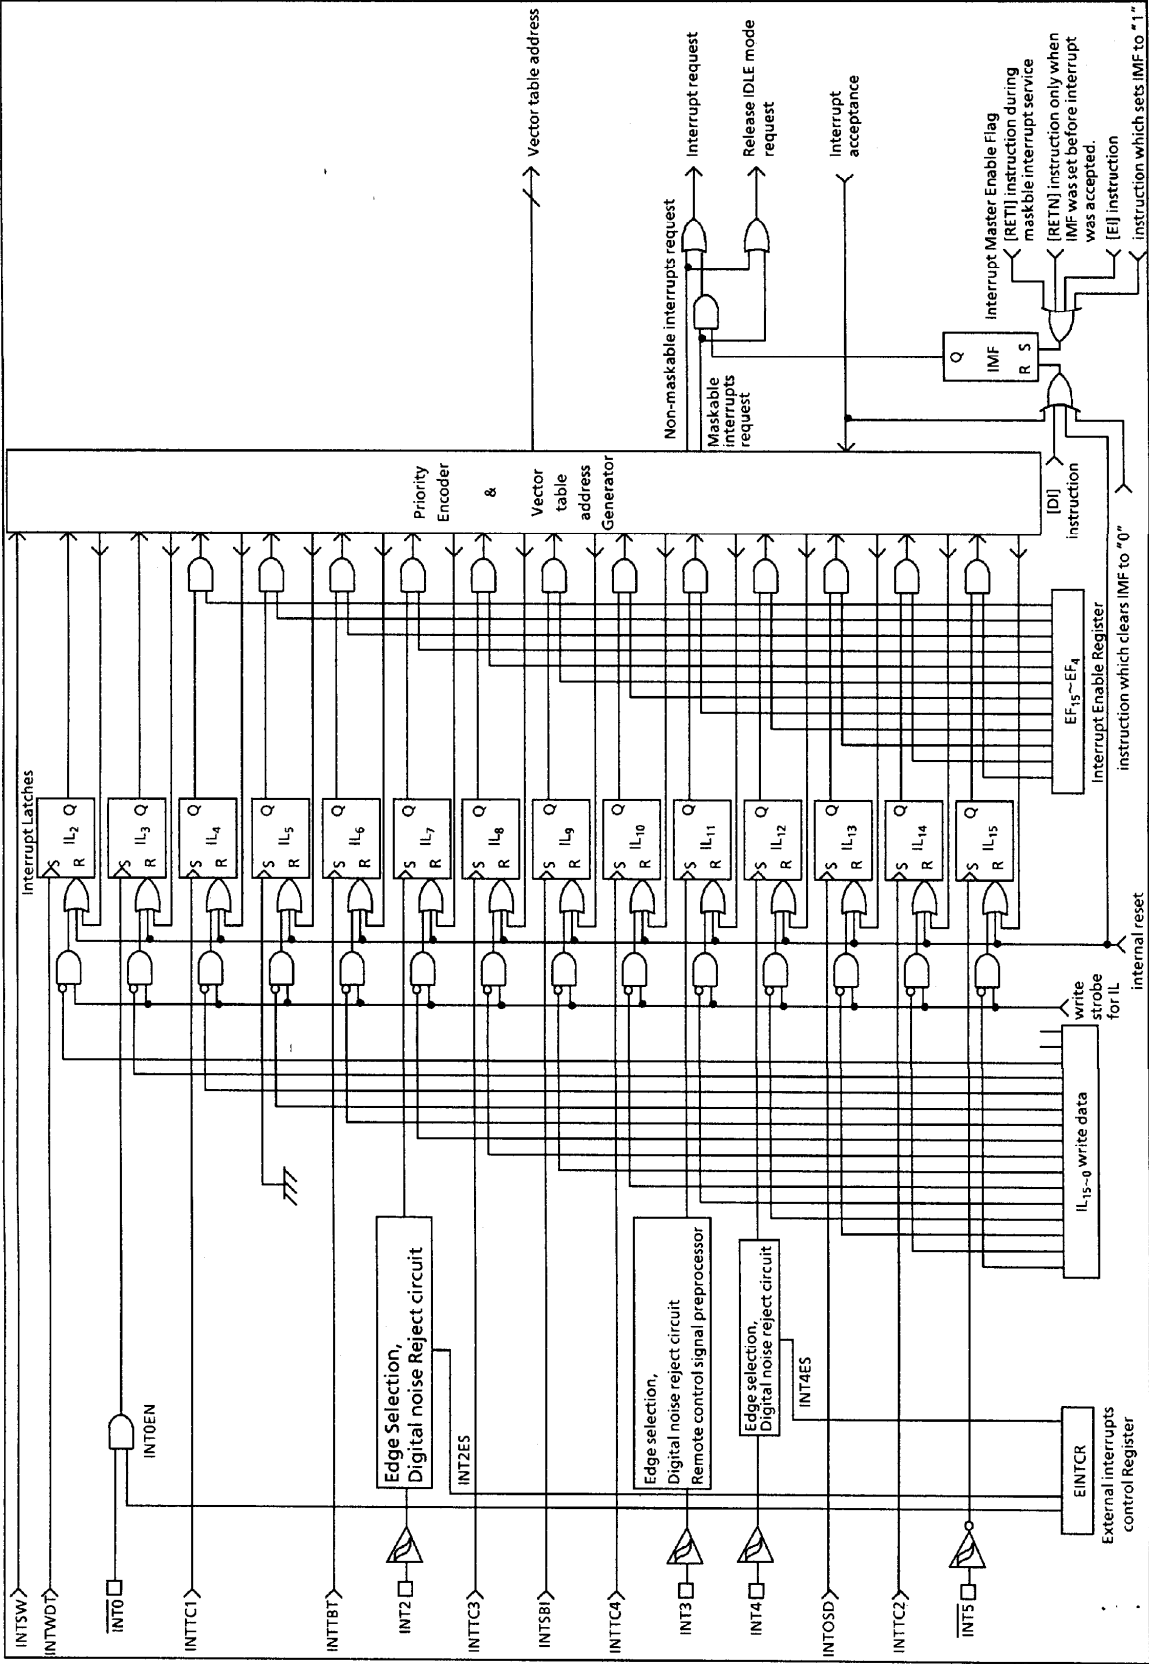 INTSW
INTWDT
INT0
INTTC1
INTTBT
INT2
INTTC3
INTSBI
INTTC4
INT3
INT4
INTOSD
INTTC2
INT5
INT0EN
Edge Selection,
Digital noise Reject circuit
INT2ES
Edge selection,
Digital noise reject circuit
Remote control signal preprocessor
Edge selection,
Digital noise reject circuit
INT4ES
EINTCR
External interrupts
control Register
IL15~0 write data
write
strobe
for IL
internal reset
Interrupt Latches
S IL2 Q
R
S IL3 Q
R
S IL4 Q
R
S IL5 Q
R
S IL6 Q
R
S IL7 Q
R
S IL8 Q
R
S IL9 Q
R
S IL10 Q
R
S IL11 Q
R
S IL12 Q
R
S IL13 Q
R
S IL14 Q
R
S IL15 Q
R
EF15~EF4
Interrupt Enable Register
instruction which clears IMF to "0"
Priority
Encoder
&
Vector
table
address
Generator
[DI]
instruction
Vector table address
Non-maskable interrupts request
Maskable
interrupts
request
Interrupt request
Release IDLE mode
request
Interrupt
acceptance
Q
IMF
R S
Interrupt Master Enable Flag
[RETI] instruction during
maskble interrupt service
[RETN] instruction only when
IMF was set before interrupt
was accepted.
[EI] instruction
instruction which sets IMF to "1"